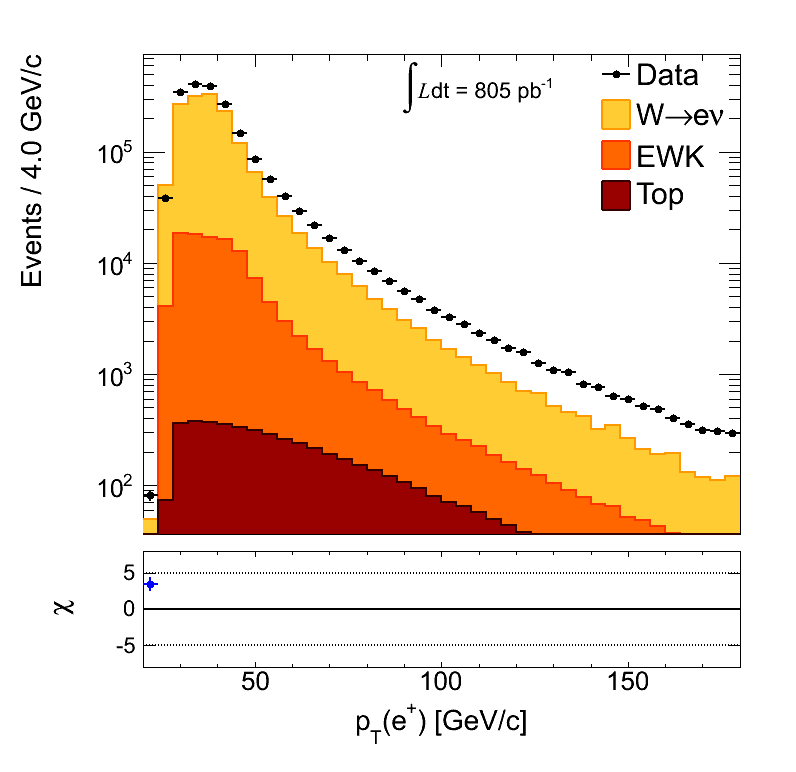 Events / 4.0 GeV/c
∫Ldt = 805 pb⁻¹
Data
W→eν
EWK
Top
10⁵
10⁴
10³
10²
χ
5
0
-5
50 100 150
p_T(e⁺) [GeV/c]